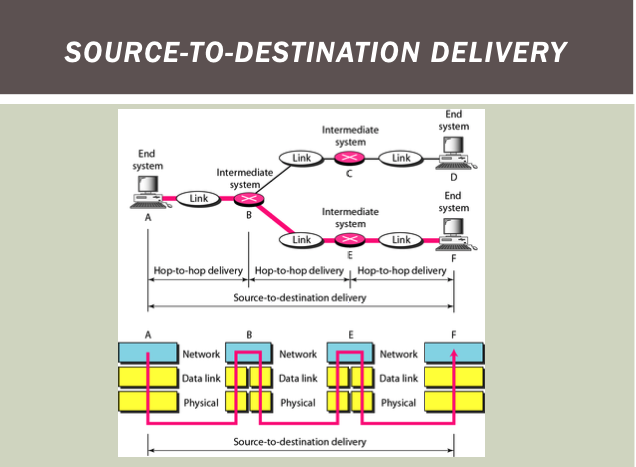 SOURCE-TO-DESTINATION DELIVERY
End
system
Intermediate
system
Link
Link
C
D
End
system
Intermediate
system
Link
A
B
End
system
Intermediate
system
Link
Link
E
F
Hop-to-hop delivery
Hop-to-hop delivery
Hop-to-hop delivery
Source-to-destination delivery
A
B
E
F
Network
Network
Network
Data link
Data link
Data link
Physical
Physical
Physical
Source-to-destination delivery